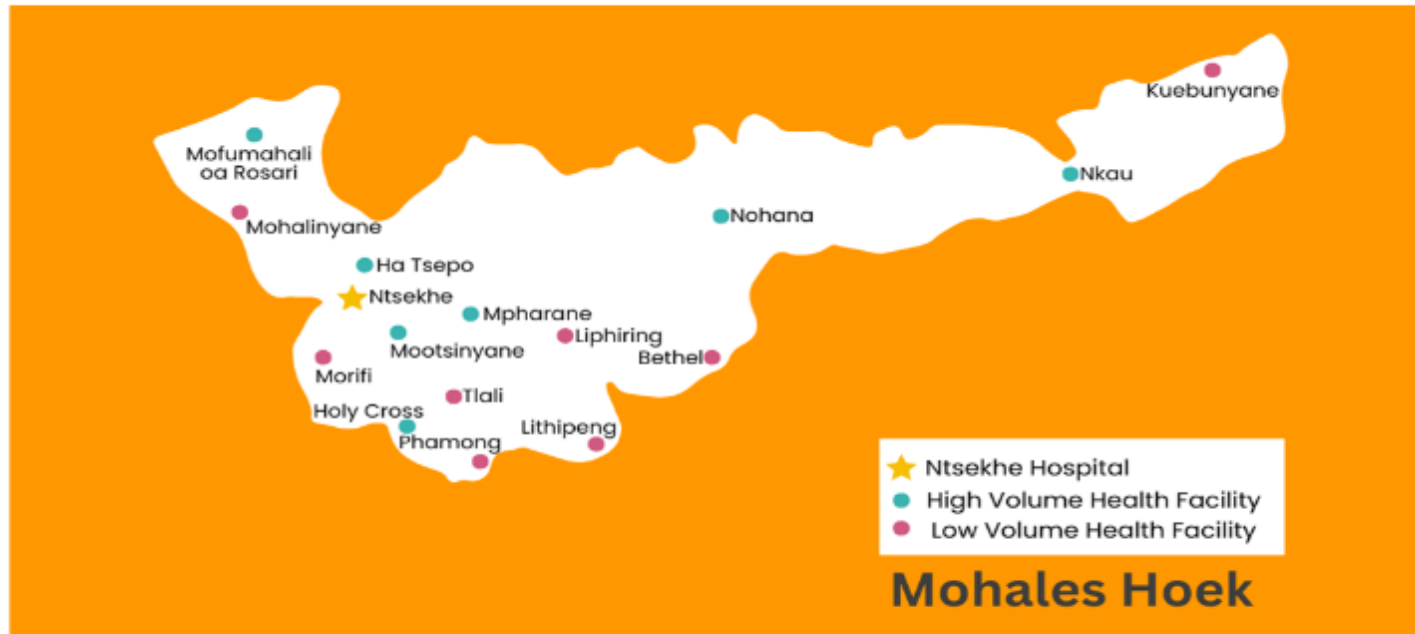 Kuebunyane
Mofumahali
oa Rosari
Nkau
Mohalinyane
Nohana
Ha Tsepo
Ntsekhe
Mpharane
Liphiring
Mootsinyane
Bethel
Morifi
Tlali
Holy Cross
Lithipeng
Phamong
Ntsekhe Hospital
High Volume Health Facility
Low Volume Health Facility
Mohales Hoek